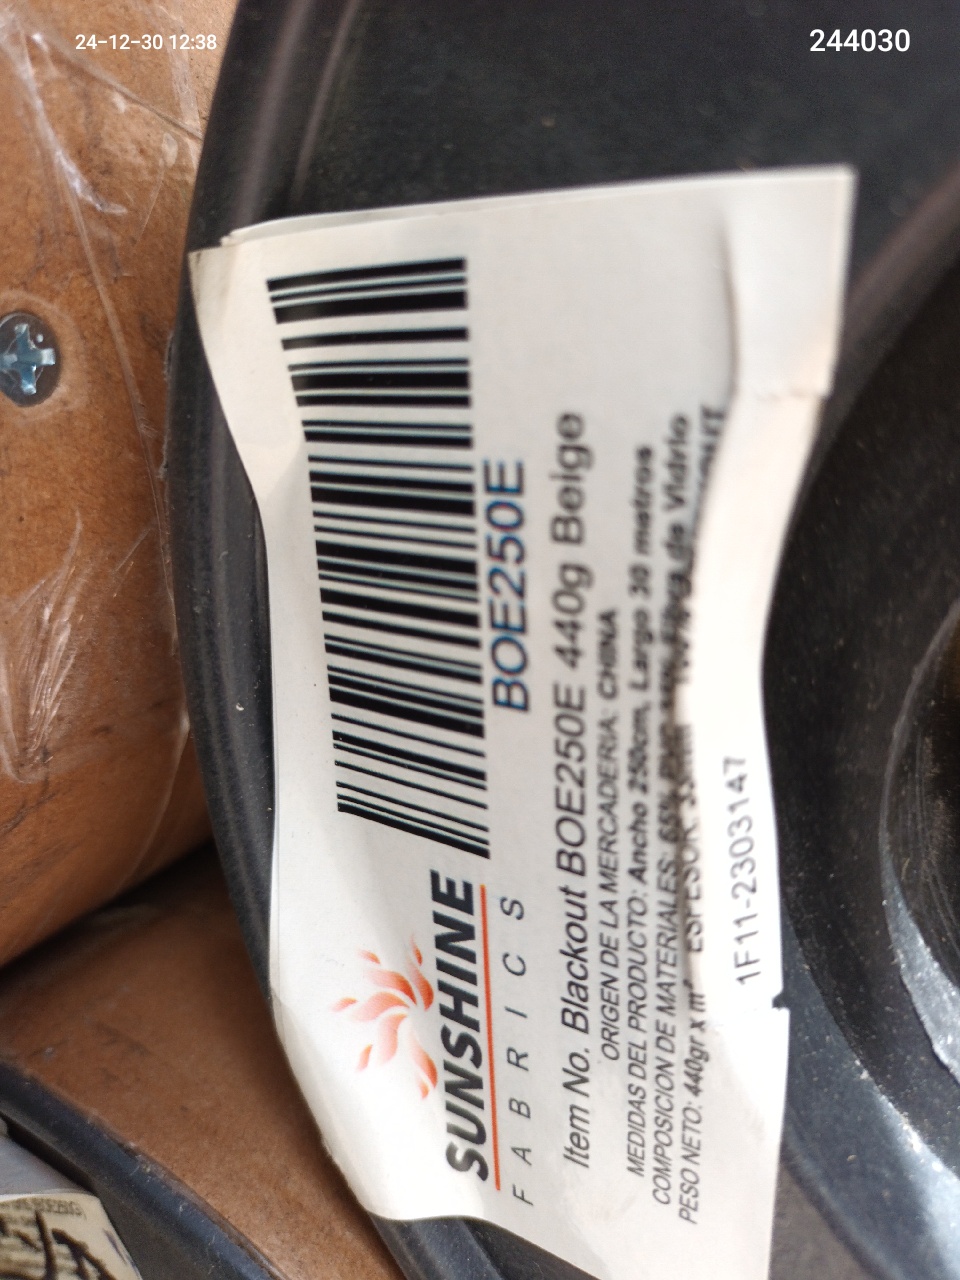 24-12-30 12:38
244030
BOE250E
SUNSHINE
FABRICS
Item No. Blackout BOE250E 440g Beige
ORIGEN DE LA MERCADERIA: CHINA
MEDIDAS DEL PRODUCTO: Ancho 250cm, Largo 30 metros
COMPOSICION DE MATERIALES: 65% de Vidrio
PESO NETO: 440gr x m² ESPESOR:
1F11-2303147